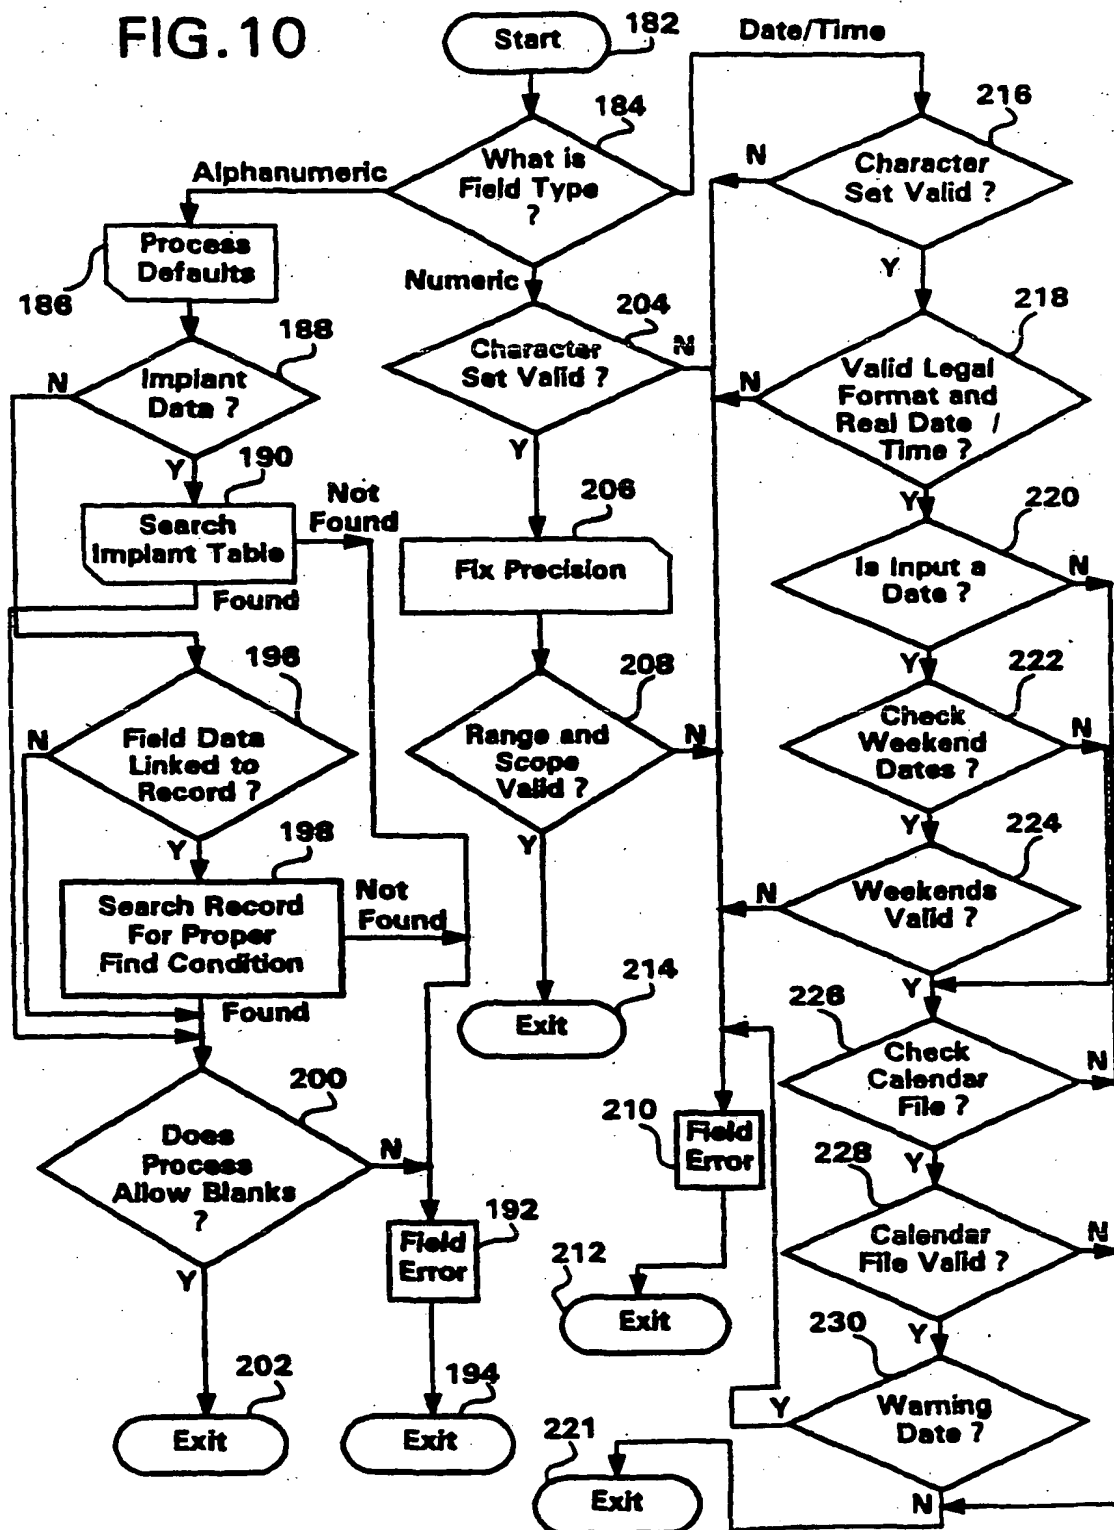 FIG.10
Start
182
Date/Time
184
What is
Field Type
?
Alphanumeric
216
N
Character
Set Valid ?
Y
Process
Defaults
186
Numeric
204
Character
Set Valid ?
N
Y
218
Valid Legal
Format and
Real Date /
Time ?
N
Y
188
N
Implant
Data ?
Y
190
Search
Implant Table
Not
Found
Found
206
Fix Precision
220
Is Input a
Date ?
N
Y
196
N
Field Data
Linked to
Record ?
Y
208
Range and
Scope
Valid ?
N
Y
222
Check
Weekend
Dates ?
N
Y
198
Search Record
For Proper
Find Condition
Not
Found
Found
224
N
Weekends
Valid ?
Y
214
Exit
226
Check
Calendar
File ?
N
Y
200
Does
Process
Allow Blanks
?
N
Y
210
Field
Error
228
Calendar
File Valid ?
N
Y
192
Field
Error
212
Exit
230
Y
Warning
Date ?
N
202
Exit
194
Exit
221
Exit